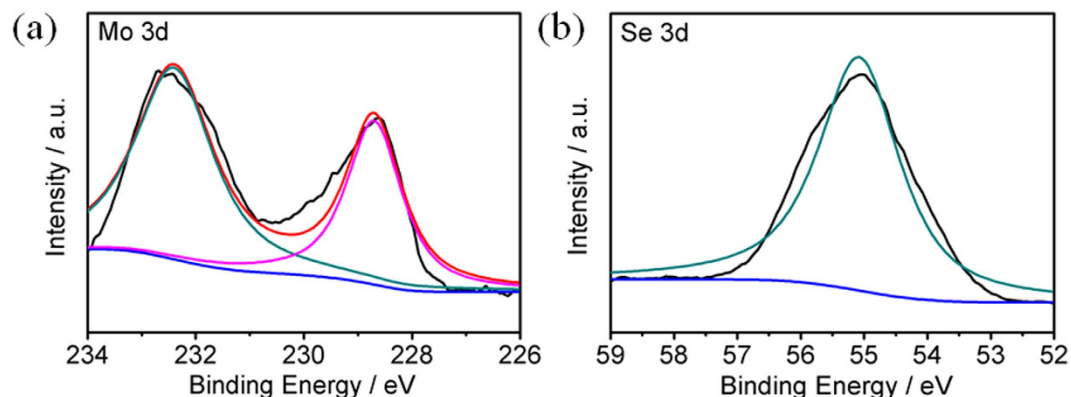 (a)
Mo 3d
Intensity / a.u.
234
232
230
228
226
Binding Energy / eV
(b)
Se 3d
Intensity / a.u.
59
58
57
56
55
54
53
52
Binding Energy / eV